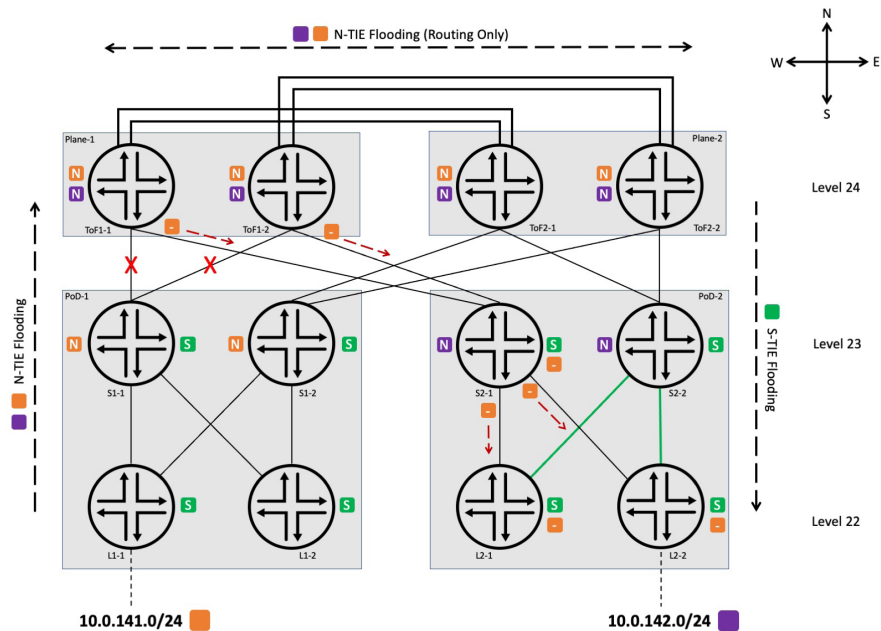 N-TIE Flooding (Routing Only)
N
W
E
S
Plane-1
Plane-2
N
N
N
N
N
N
N
N
Level 24
ToF1-1
ToF1-2
ToF2-1
ToF2-2
-
-
X
X
PoD-1
PoD-2
N
S
N
S
N
S
-
N
S
Level 23
S1-1
S1-2
S2-1
S2-2
-
-
N-TIE Flooding
S-TIE Flooding
S
S
S
-
S
-
Level 22
L1-1
L1-2
L2-1
L2-2
10.0.141.0/24
10.0.142.0/24